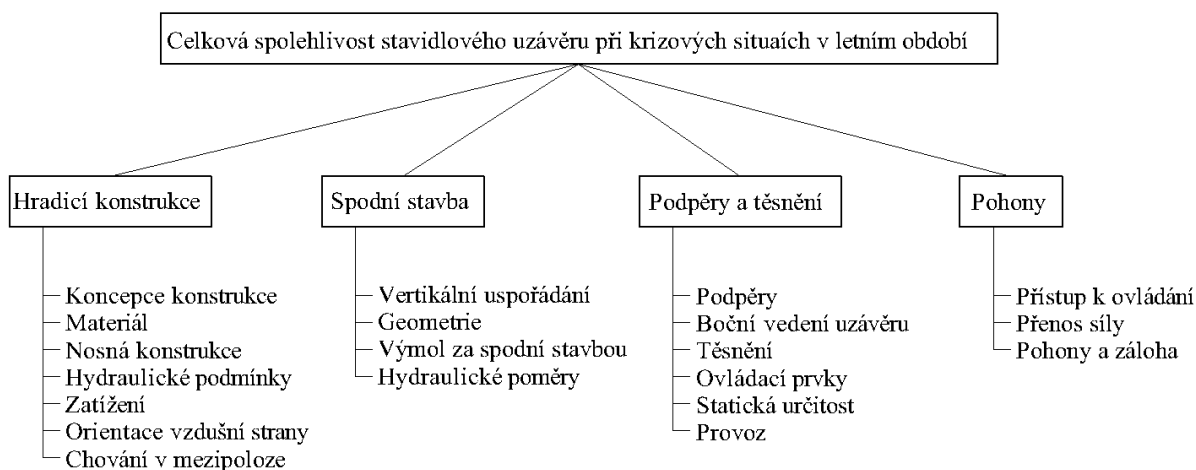 Celková spolehlivost stavidlového uzávěru při krizových situaích v letním období
Hradicí konstrukce
Koncepce konstrukce
Materiál
Nosná konstrukce
Hydraulické podmínky
Zatížení
Orientace vzdušní strany
Chování v mezipoloze
Spodní stavba
Vertikální uspořádání
Geometrie
Výmol za spodní stavbou
Hydraulické poměry
Podpěry a těsnění
Podpěry
Boční vedení uzávěru
Těsnění
Ovládací prvky
Statická určitost
Provoz
Pohony
Přístup k ovládání
Přenos síly
Pohony a záloha